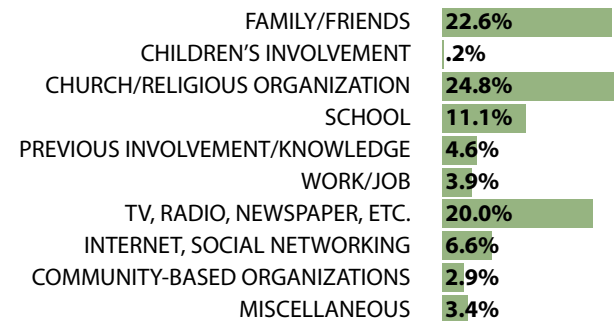 FAMILY/FRIENDS 22.6%
CHILDREN’S INVOLVEMENT .2%
CHURCH/RELIGIOUS ORGANIZATION 24.8%
SCHOOL 11.1%
PREVIOUS INVOLVEMENT/KNOWLEDGE 4.6%
WORK/JOB 3.9%
TV, RADIO, NEWSPAPER, ETC. 20.0%
INTERNET, SOCIAL NETWORKING 6.6%
COMMUNITY-BASED ORGANIZATIONS 2.9%
MISCELLANEOUS 3.4%